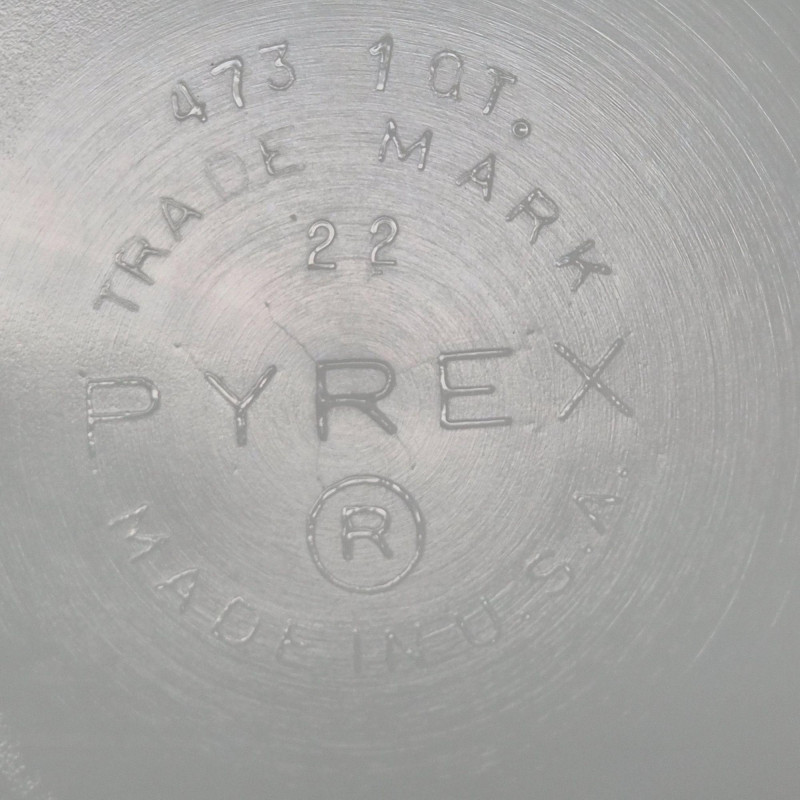 473 1 QT.
TRADE MARK
22
PYREX
®
MADE IN U.S.A.